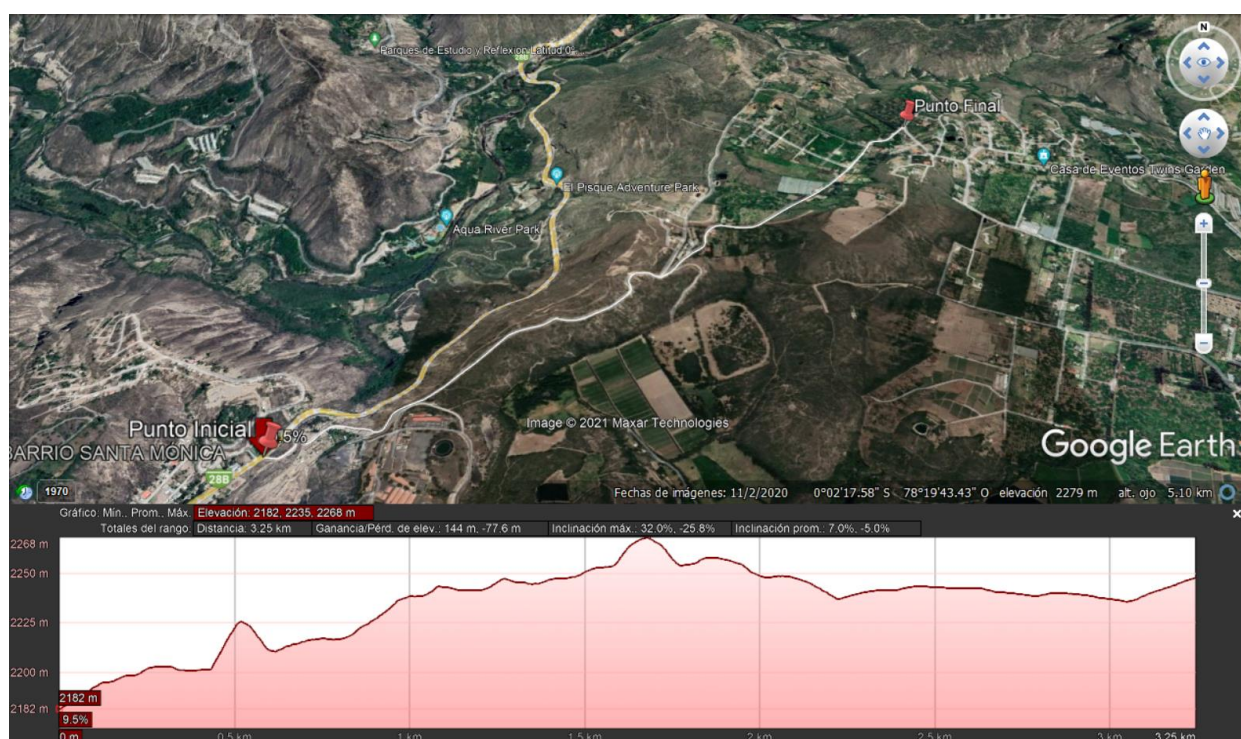 N
Parques de Estudio y Reflexion Latitud 0
28B
Punto Final
Casa de Eventos Twins Garden
El Pisque Adventure Park
Aqua River Park
Image © 2021 Maxar Technologies
Punto Inicial
BARRIO SANTA MÓNICA
28B
Google Earth
1970
Fechas de imágenes: 11/2/2020 0°02'17.58" S 78°19'43.43" O elevación 2279 m alt. ojo 5.10 km
Gráfico: Mín., Prom., Máx. Elevación: 2182, 2235, 2268 m
Totales del rango: Distancia: 3.25 km Ganancia/Pérd. de elev.: 144 m, -77.6 m Inclinación máx.: 32.0%, -25.8% Inclinación prom.: 7.0%, -5.0%
2268 m
2250 m
2225 m
2200 m
2182 m
2182 m
9.5%
0 m 0.5 km 1 km 1.5 km 2 km 2.5 km 3 km 3.25 km